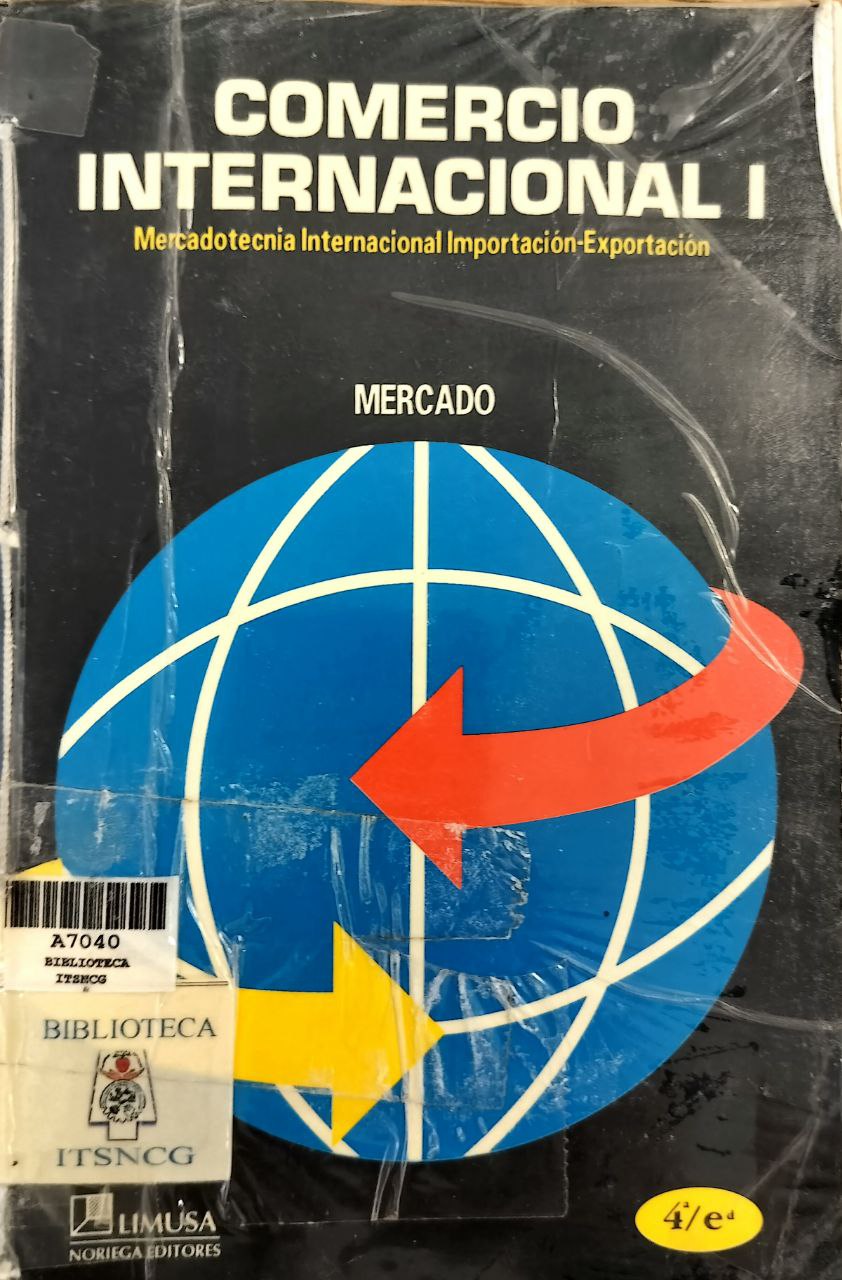 COMERCIO
INTERNACIONAL I
Mercadotecnia Internacional Importación-Exportación
MERCADO
A7040
BIBLIOTECA
ITSNCG
BIBLIOTECA
ITSNCG
LIMUSA
NORIEGA EDITORES
4ª/eᵈ